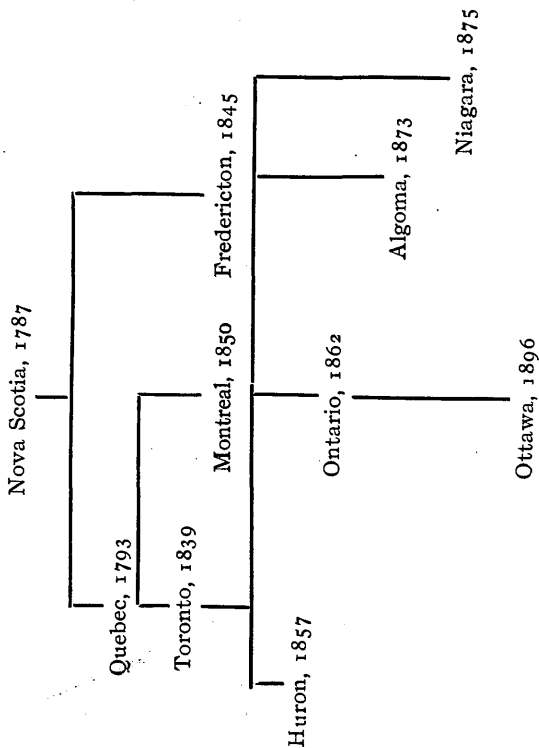 Nova Scotia, 1787
Quebec, 1793
Fredericton, 1845
Toronto, 1839
Montreal, 1850
Huron, 1857
Ontario, 1862
Algoma, 1873
Niagara, 1875
Ottawa, 1896